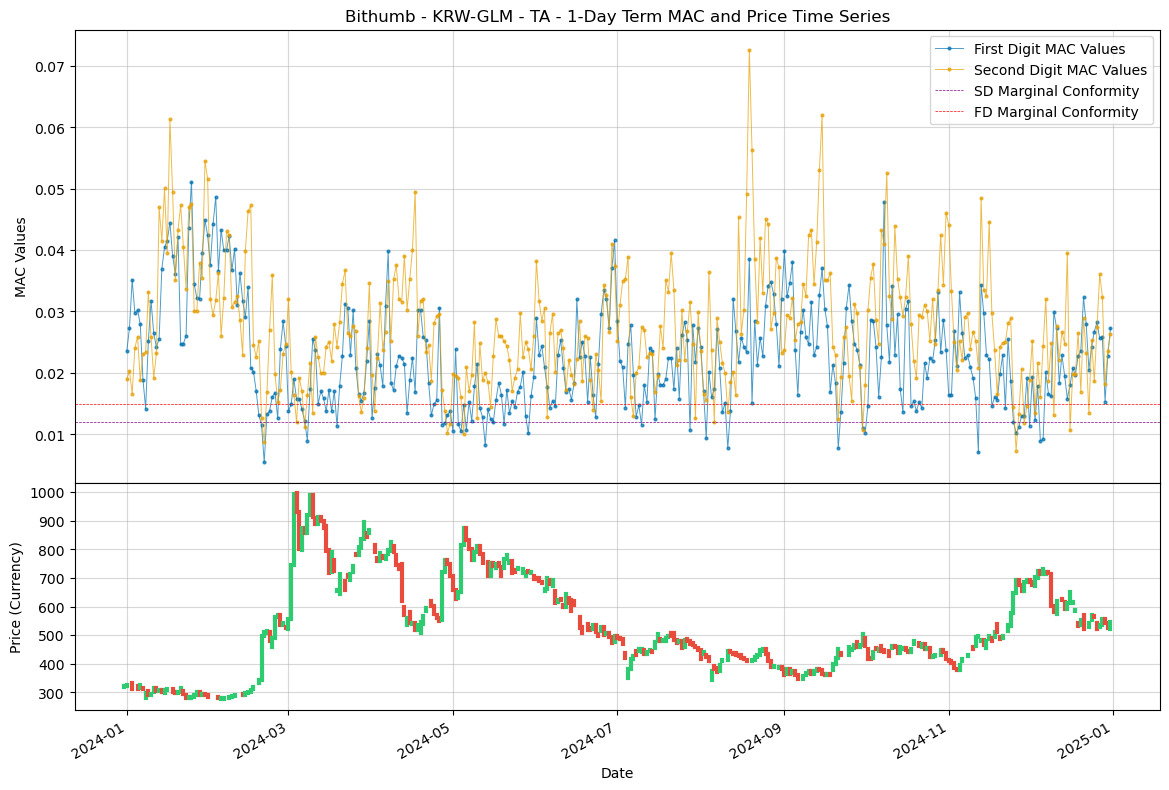 Bithumb - KRW-GLM - TA - 1-Day Term MAC and Price Time Series
First Digit MAC Values
Second Digit MAC Values
SD Marginal Conformity
FD Marginal Conformity
MAC Values
0.07
0.06
0.05
0.04
0.03
0.02
0.01
Price (Currency)
1000
900
800
700
600
500
400
300
2024-01
2024-03
2024-05
2024-07
2024-09
2024-11
2025-01
Date